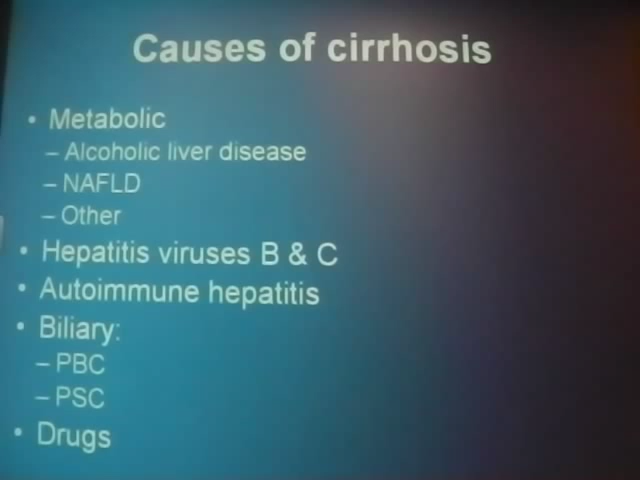 Causes of cirrhosis
• Metabolic
– Alcoholic liver disease
– NAFLD
– Other
• Hepatitis viruses B & C
• Autoimmune hepatitis
• Biliary:
– PBC
– PSC
• Drugs